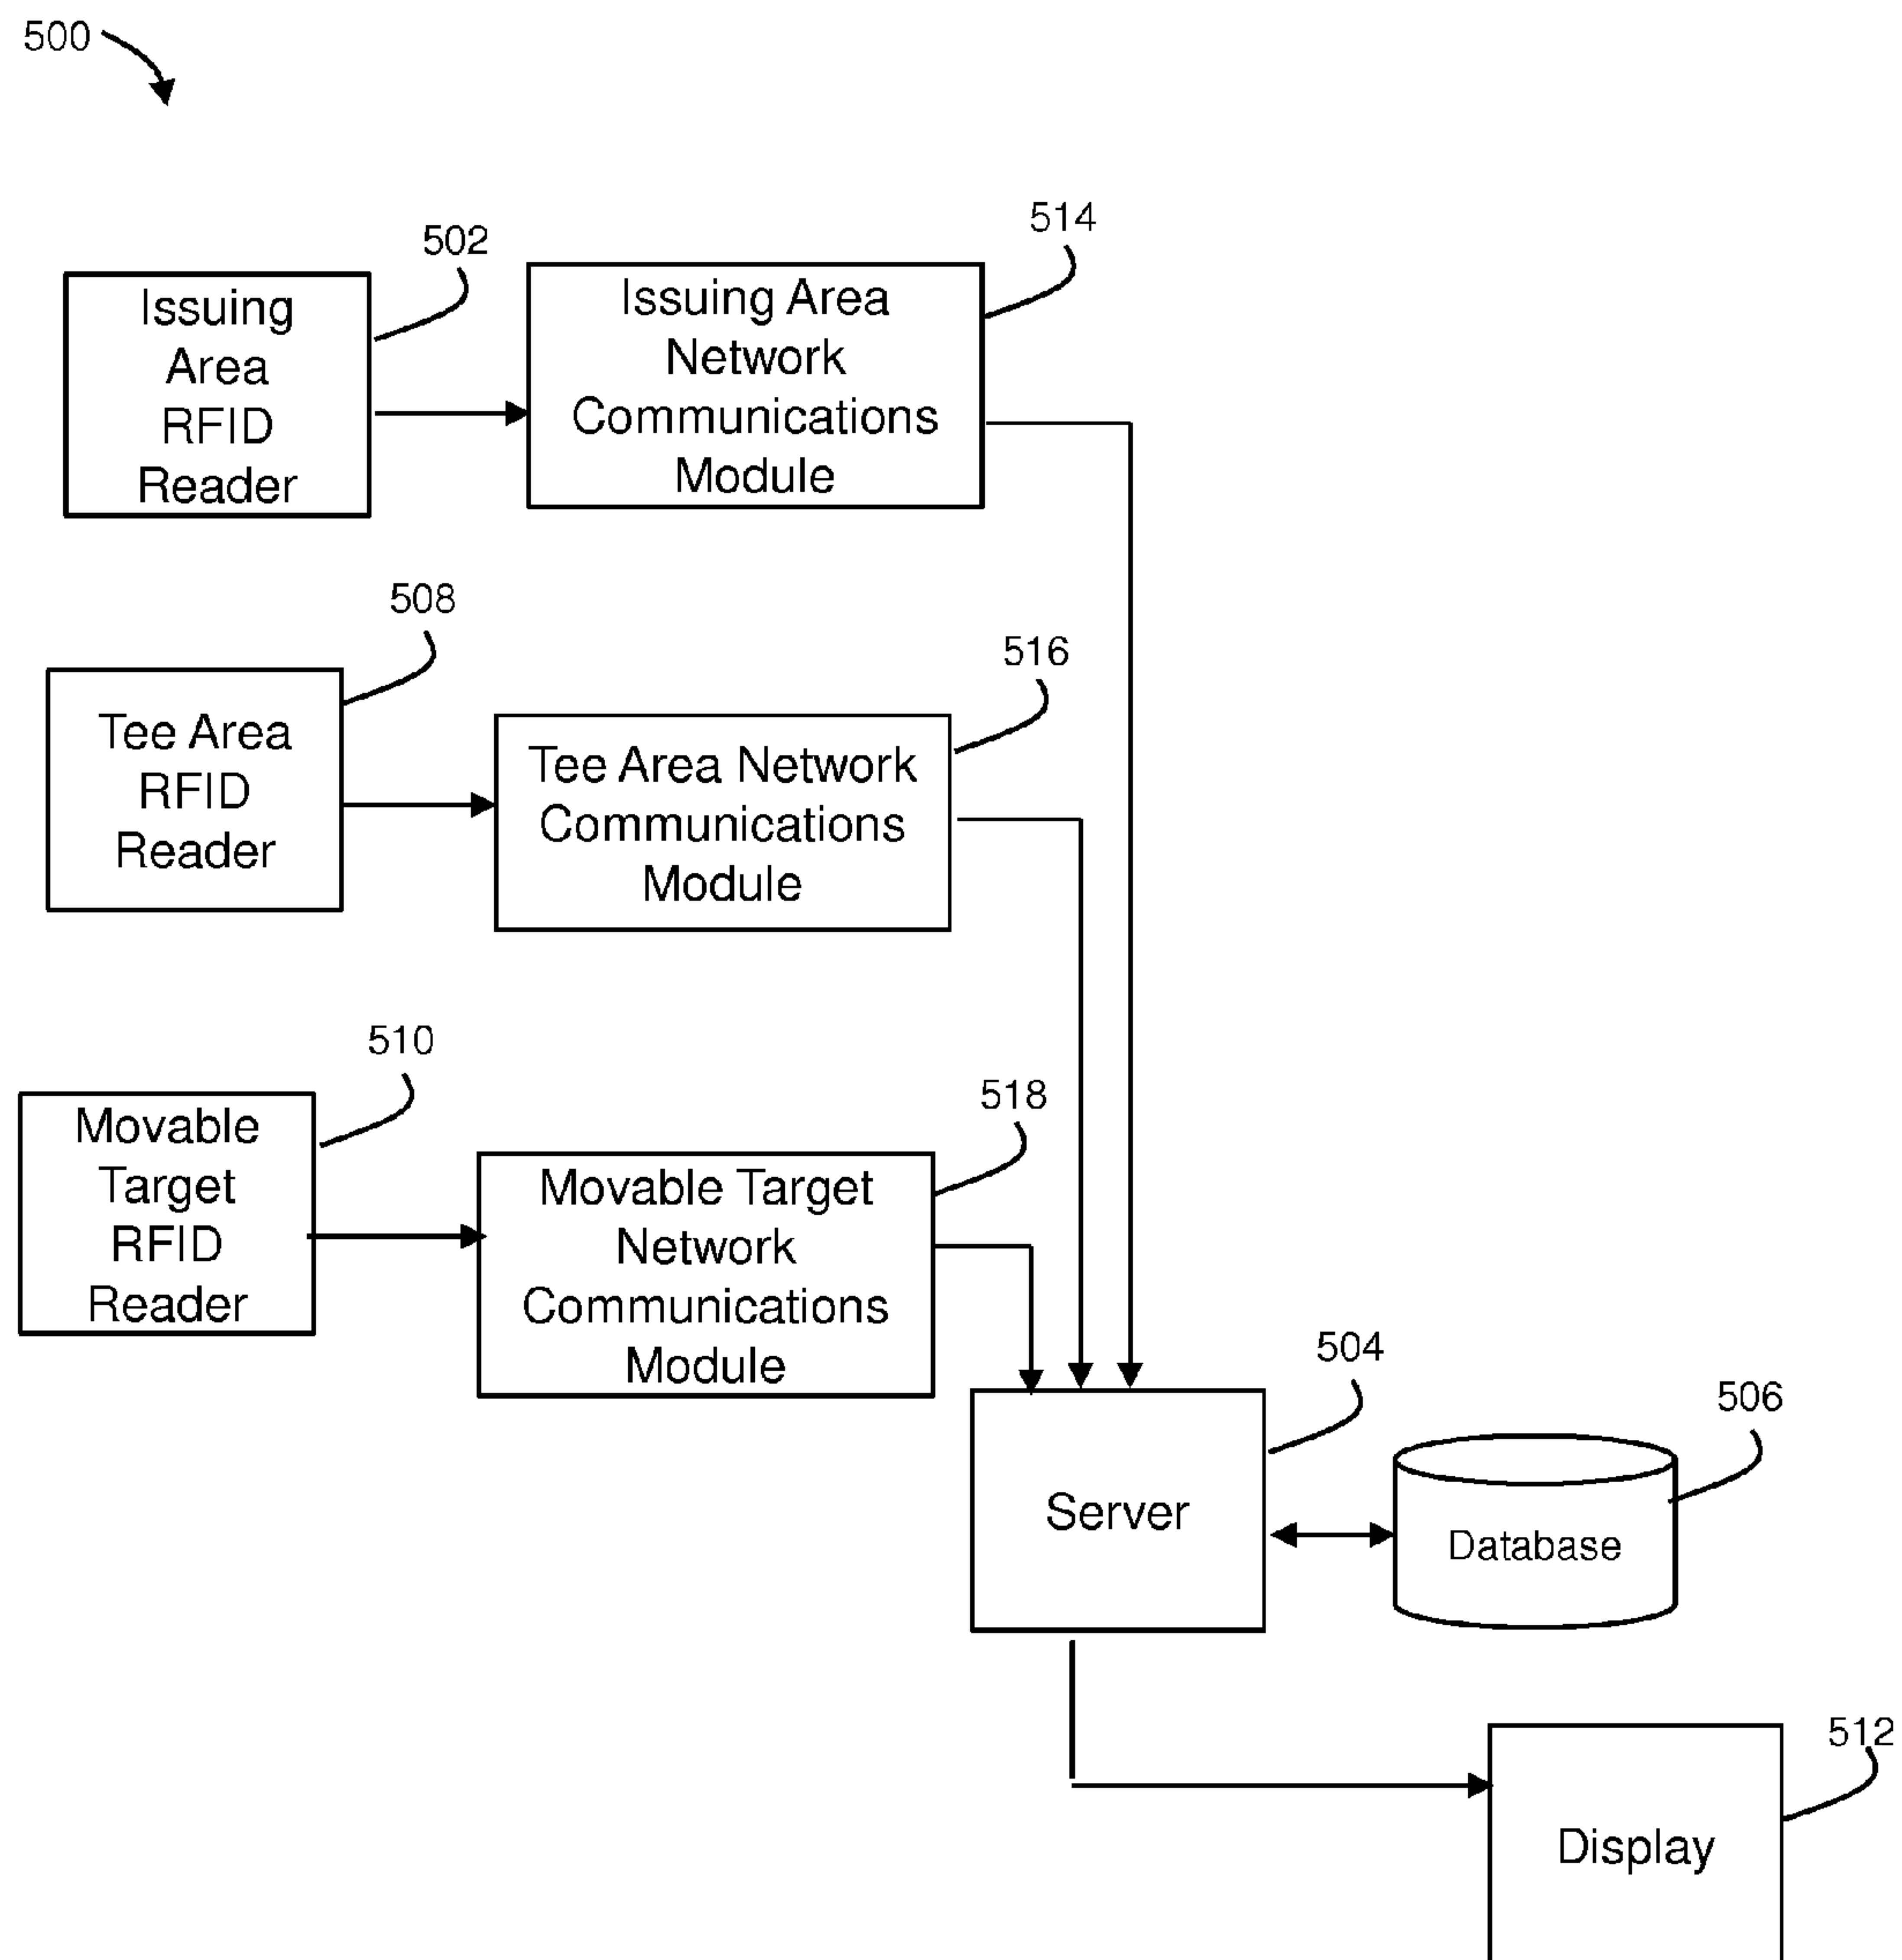 500
502
514
Issuing
Area
RFID
Reader
Issuing Area
Network
Communications
Module
508
516
Tee Area
RFID
Reader
Tee Area Network
Communications
Module
510
518
Movable
Target
RFID
Reader
Movable Target
Network
Communications
Module
504
506
Server
Database
512
Display